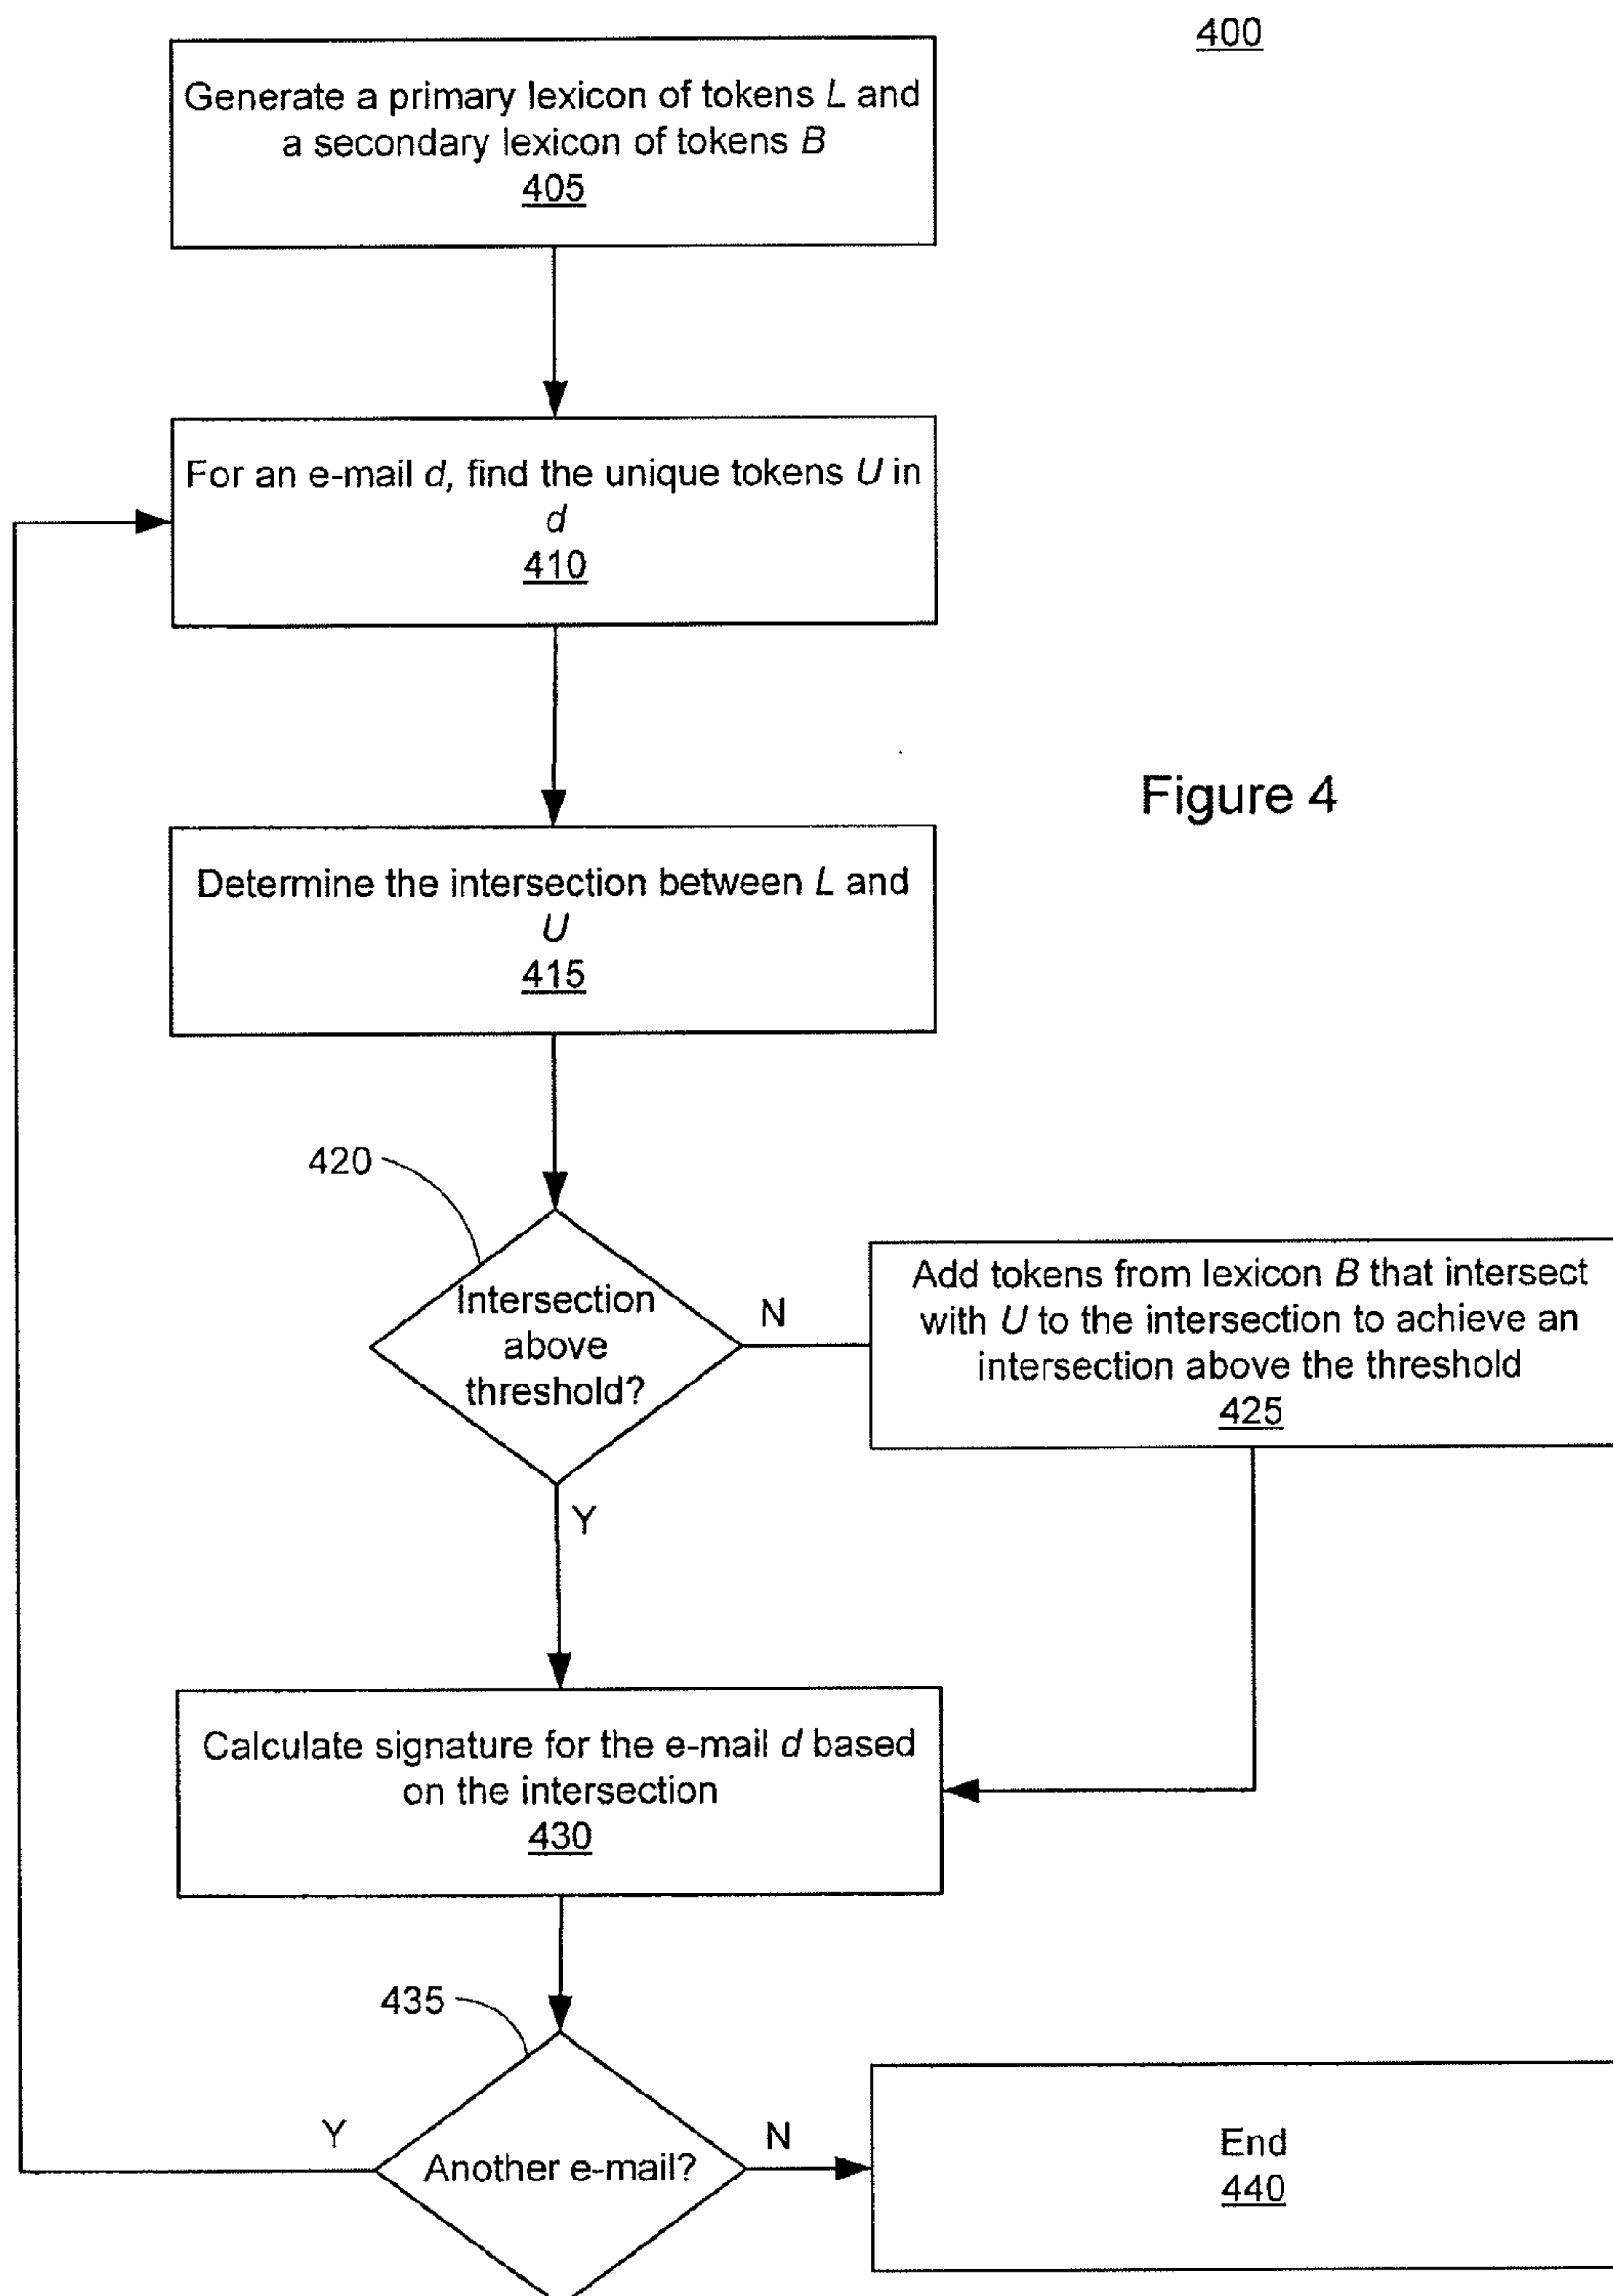 400
Generate a primary lexicon of tokens L and
a secondary lexicon of tokens B
405
For an e-mail d, find the unique tokens U in
d
410
Figure 4
Determine the intersection between L and
U
415
420
Intersection
above
threshold?
N
Add tokens from lexicon B that intersect
with U to the intersection to achieve an
intersection above the threshold
425
Y
Calculate signature for the e-mail d based
on the intersection
430
435
Y
Another e-mail?
N
End
440